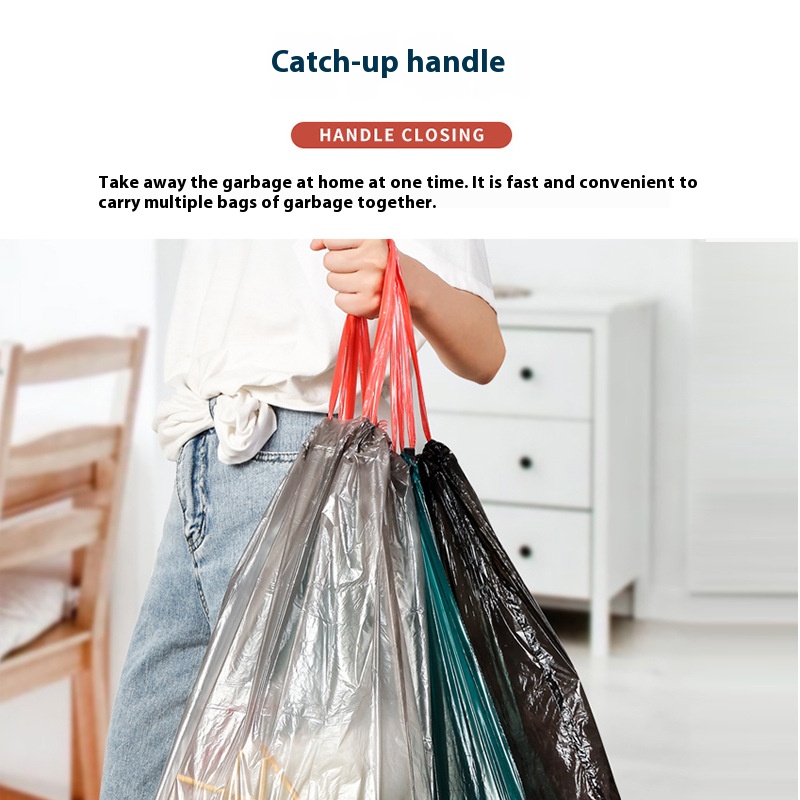 Catch-up handle
HANDLE CLOSING
Take away the garbage at home at one time. It is fast and convenient to
carry multiple bags of garbage together.